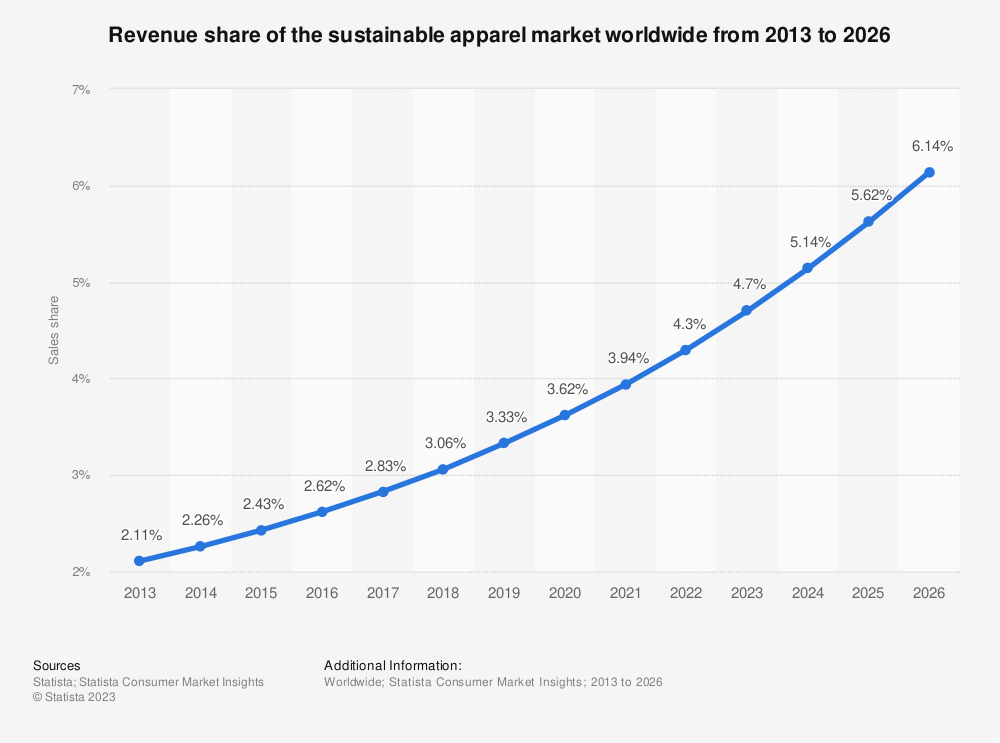 Revenue share of the sustainable apparel market worldwide from 2013 to 2026
7%
6%
5%
4%
3%
2%
Sales share
2.11%
2.26%
2.43%
2.62%
2.83%
3.06%
3.33%
3.62%
3.94%
4.3%
4.7%
5.14%
5.62%
6.14%
2013 2014 2015 2016 2017 2018 2019 2020 2021 2022 2023 2024 2025 2026
Sources
Statista; Statista Consumer Market Insights
© Statista 2023
Additional Information:
Worldwide; Statista Consumer Market Insights; 2013 to 2026